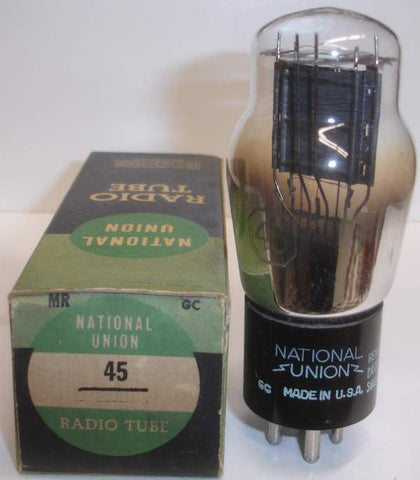 RADIO
TUBE
NATIONAL
UNION
MR
GC
NATIONAL
UNION
45
RADIO TUBE
NATIONAL
UNION
GC MADE IN U.S.A.